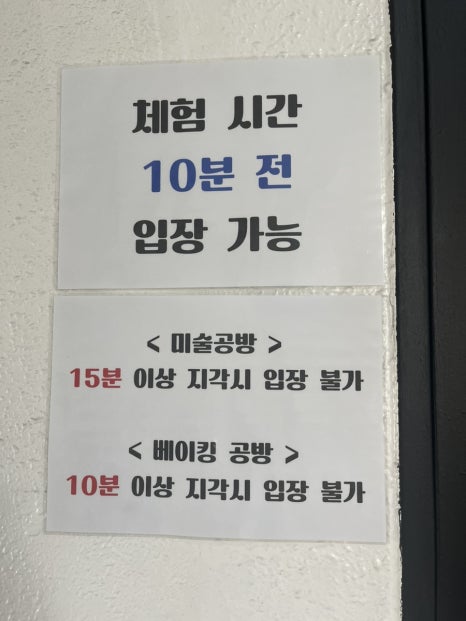 체험 시간
10분 전
입장 가능
< 미술공방 >
15분 이상 지각시 입장 불가
< 베이킹 공방 >
10분 이상 지각시 입장 불가